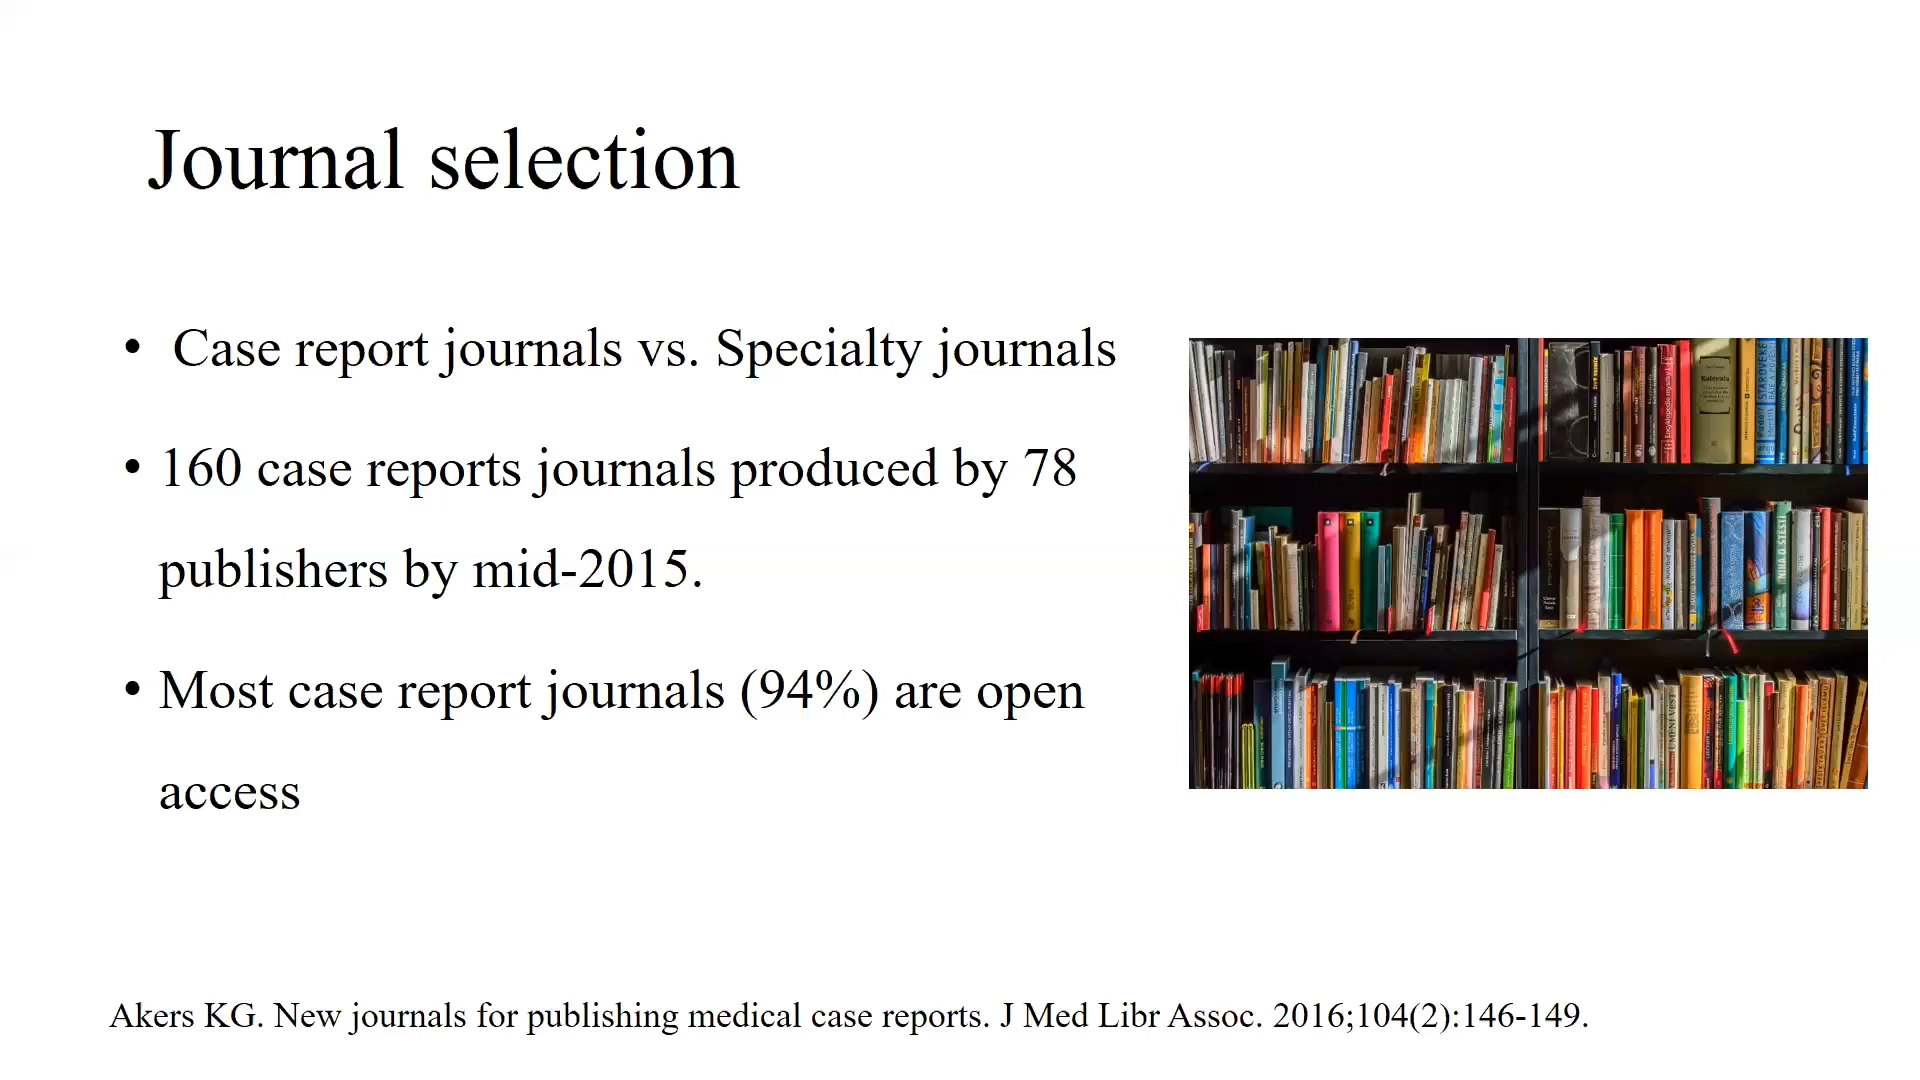 Journal selection
• Case report journals vs. Specialty journals
• 160 case reports journals produced by 78
publishers by mid-2015.
• Most case report journals (94%) are open
access
Kalevala
Akers KG. New journals for publishing medical case reports. J Med Libr Assoc. 2016;104(2):146-149.